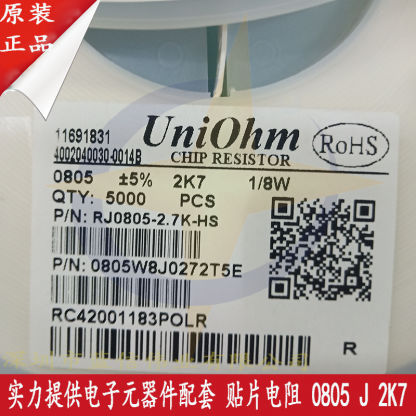 原装
正品
11691831
4002040030-0014B
UniOhm
CHIP RESISTOR
RoHS
0805 ±5% 2K7 1/8W
QTY: 5000 PCS
P/N: RJ0805-2.7K-HS
P/N: 0805W8J0272T5E
RC42001183POLR
R
实力提供电子元器件配套 贴片电阻 0805 J 2K7